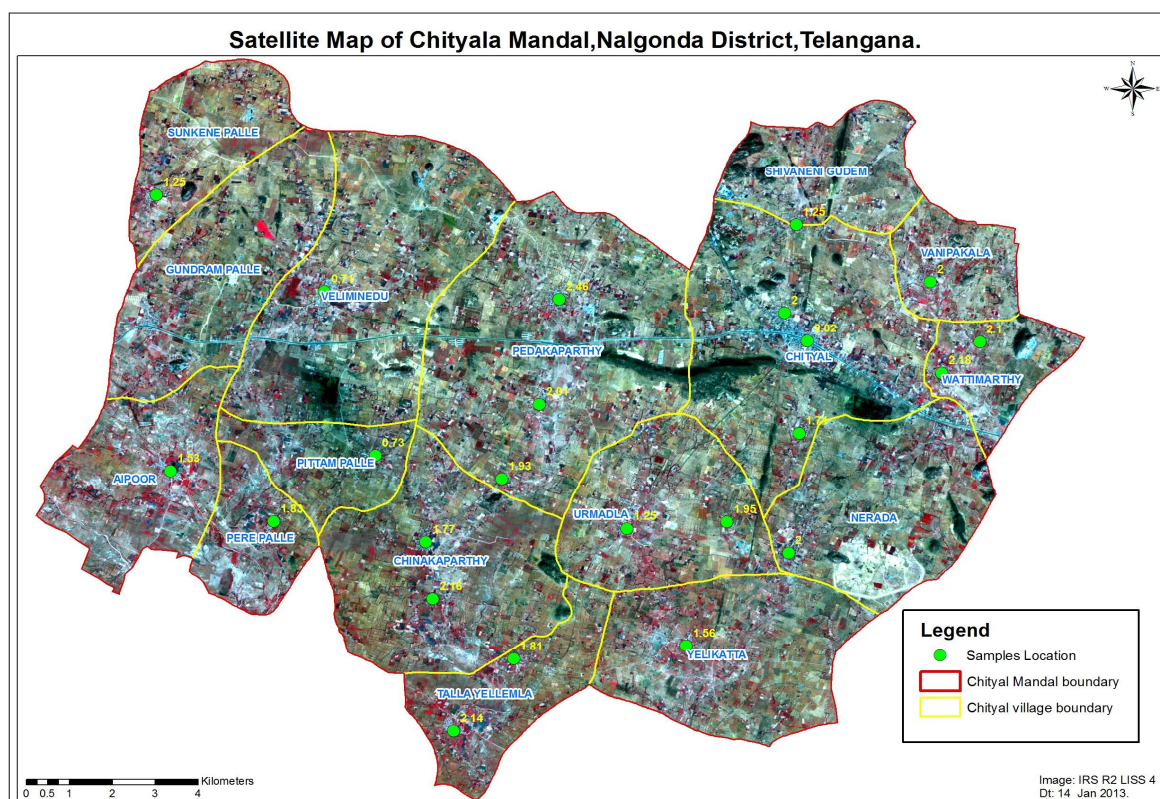 Satellite Map of Chityala Mandal,Nalgonda District,Telangana.
N
W E
S
SUNKENE PALLE
1.25
SHIVANENI GUDEM
1.25
VANIPAKALA
2
GUNDRAM PALLE
0.71
VELIMINEDU
2.46
2
2.02
2.1
PEDAKAPARTHY
CHITYAL
2.18
WATTIMARTHY
2.01
1.53
AIPOOR
0.73
PITTAM PALLE
1.93
1.83
PERE PALLE
URMADLA
1.25
1.95
NERADA
2
1.77
CHINAKAPARTHY
2.16
1.56
YELIKATTA
1.81
TALLA YELLEMLA
2.14
Legend
Samples Location
Chityal Mandal boundary
Chityal village boundary
Kilometers
0 0.5 1 2 3 4
Image: IRS R2 LISS 4
Dt: 14 Jan 2013.